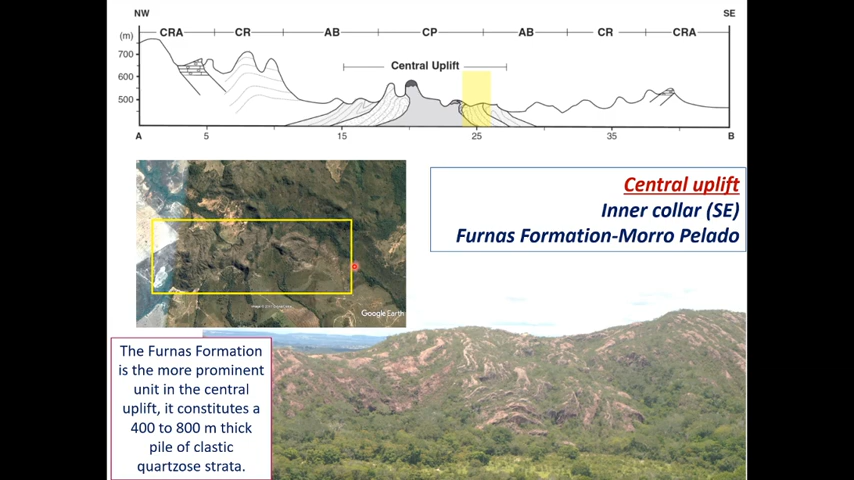 NW
SE
CRA CR AB CP AB CR CRA
(m)
700
600
500
Central Uplift
A 5 15 25 35 B
Central uplift
Inner collar (SE)
Furnas Formation-Morro Pelado
Google Earth
The Furnas Formation
is the more prominent
unit in the central
uplift, it constitutes a
400 to 800 m thick
pile of clastic
quartzose strata.